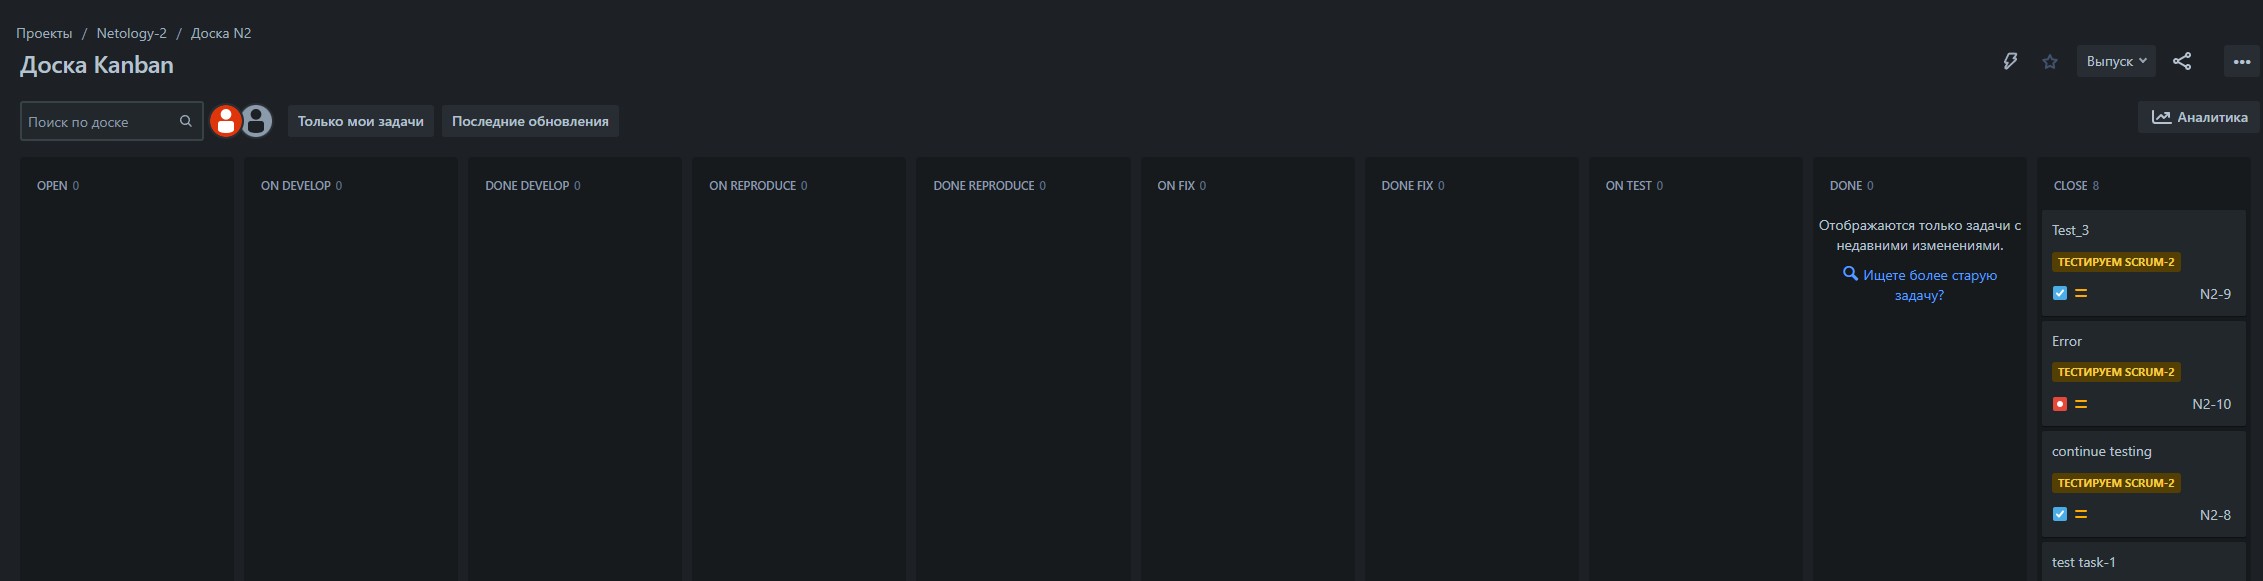 Проекты / Netology-2 / Доска N2
Доска Kanban
Выпуск
Поиск по доске
Только мои задачи
Последние обновления
Аналитика
OPEN 0
ON DEVELOP 0
DONE DEVELOP 0
ON REPRODUCE 0
DONE REPRODUCE 0
ON FIX 0
DONE FIX 0
ON TEST 0
DONE 0
Отображаются только задачи с
недавними изменениями.
Ищете более старую
задачу?
CLOSE 8
Test_3
ТЕСТИРУЕМ SCRUM-2
N2-9
Error
ТЕСТИРУЕМ SCRUM-2
N2-10
continue testing
ТЕСТИРУЕМ SCRUM-2
N2-8
test task-1